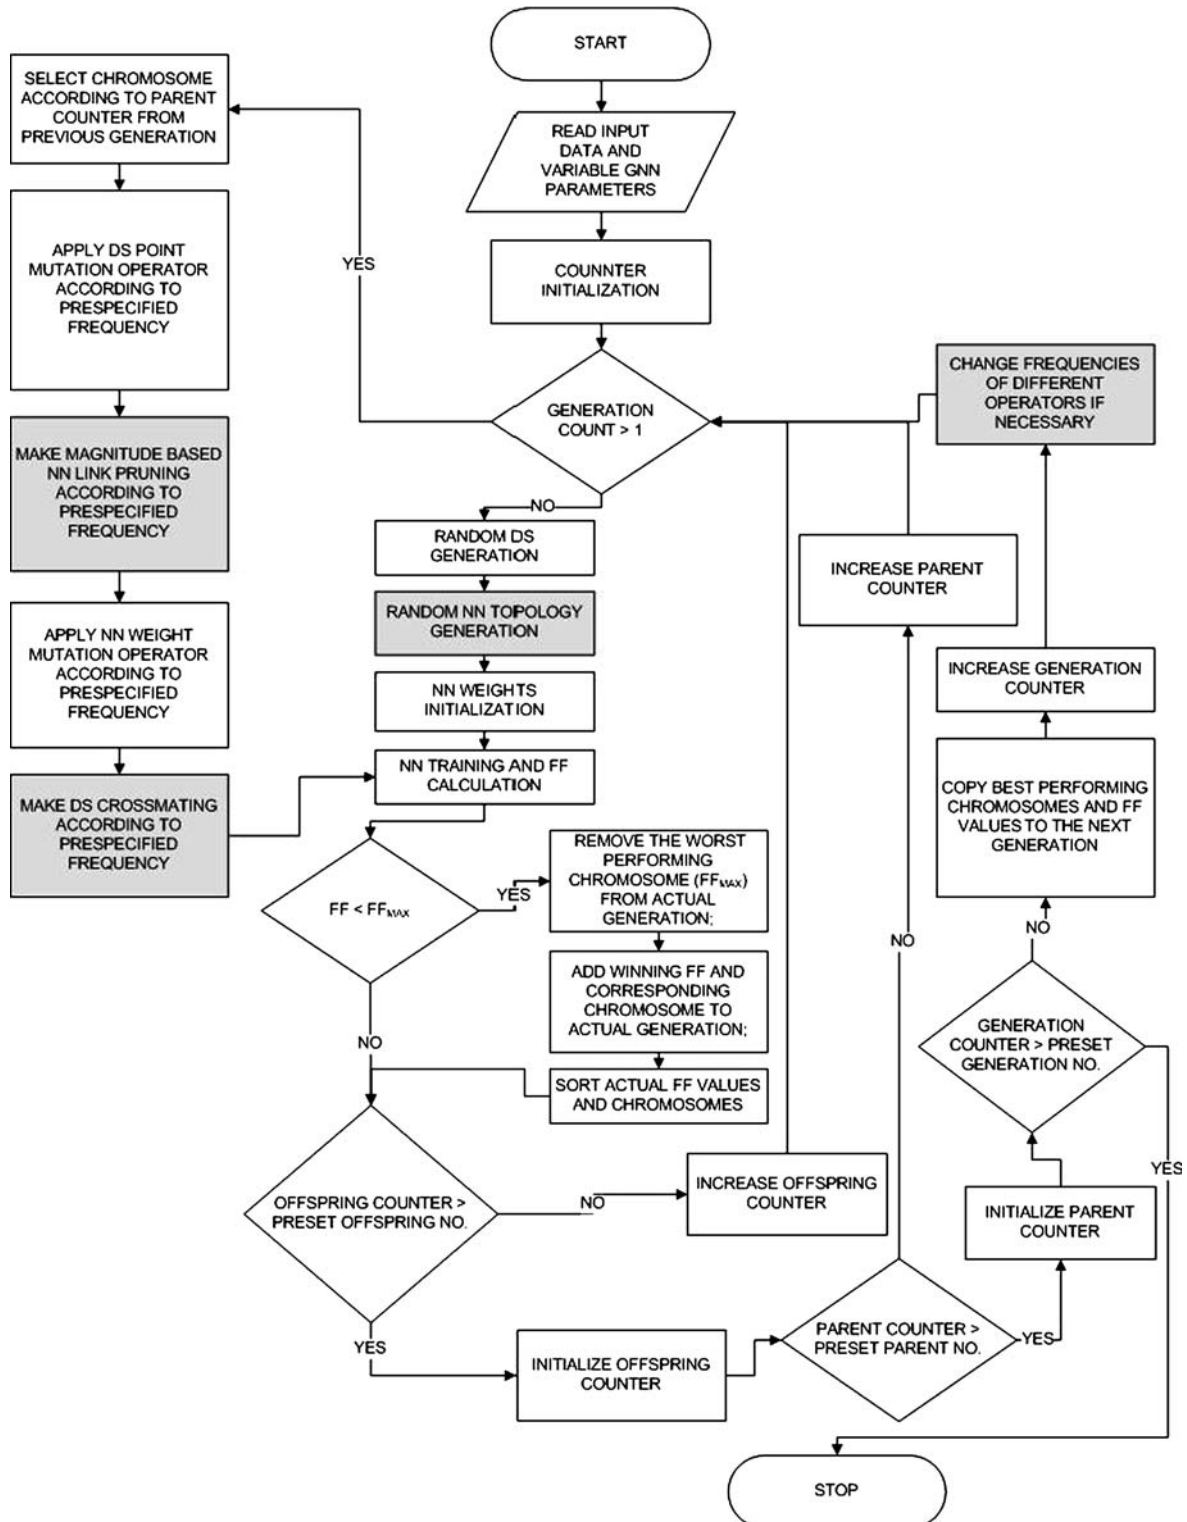 START
SELECT CHROMOSOME
ACCORDING TO PARENT
COUNTER FROM
PREVIOUS GENERATION
READ INPUT
DATA AND
VARIABLE GNN
PARAMETERS
APPLY DS POINT
MUTATION OPERATOR
ACCORDING TO
PRESPECIFIED
FREQUENCY
YES
COUNNTER
INITIALIZATION
GENERATION
COUNT > 1
CHANGE FREQUENCIES
OF DIFFERENT
OPERATORS IF
NECESSARY
MAKE MAGNITUDE BASED
NN LINK PRUNING
ACCORDING TO
PRESPECIFIED
FREQUENCY
NO
RANDOM DS
GENERATION
INCREASE PARENT
COUNTER
RANDOM NN TOPOLOGY
GENERATION
APPLY NN WEIGHT
MUTATION OPERATOR
ACCORDING TO
PRESPECIFIED
FREQUENCY
NN WEIGHTS
INITIALIZATION
INCREASE GENERATION
COUNTER
NN TRAINING AND FF
CALCULATION
COPY BEST PERFORMING
CHROMOSOMES AND FF
VALUES TO THE NEXT
GENERATION
MAKE DS CROSSMATING
ACCORDING TO
PRESPECIFIED
FREQUENCY
FF < FFMAX
YES
REMOVE THE WORST
PERFORMING
CHROMOSOME (FFMAX)
FROM ACTUAL
GENERATION;
NO
NO
ADD WINNING FF AND
CORRESPONDING
CHROMOSOME TO
ACTUAL GENERATION;
NO
GENERATION
COUNTER > PRESET
GENERATION NO.
SORT ACTUAL FF VALUES
AND CHROMOSOMES
YES
OFFSPRING COUNTER >
PRESET OFFSPRING NO.
NO
INCREASE OFFSPRING
COUNTER
INITIALIZE PARENT
COUNTER
YES
INITIALIZE OFFSPRING
COUNTER
PARENT COUNTER >
PRESET PARENT NO.
YES
STOP